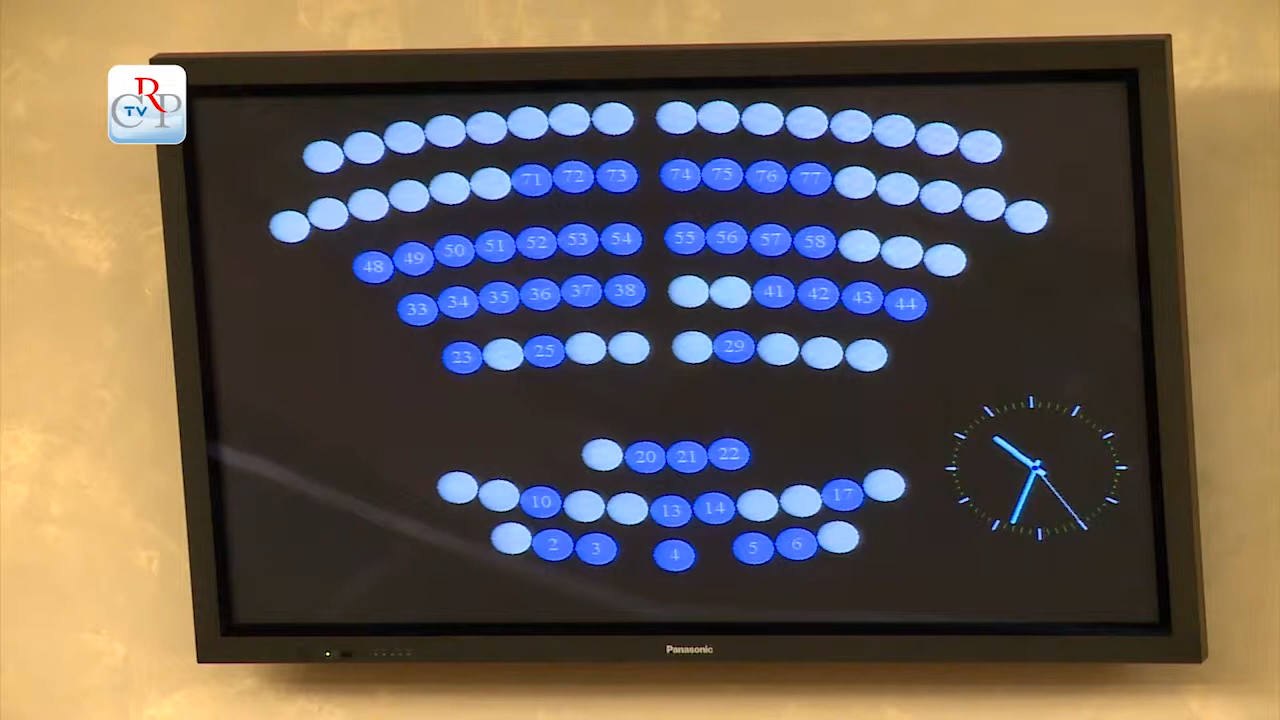 CRP
TV
71 72 73 74 75 76 77
48 49 50 51 52 53 54 55 56 57 58
33 34 35 36 37 38 41 42 43 44
23 25 29
20 21 22
10 13 14 17
2 3 4 5 6
Panasonic